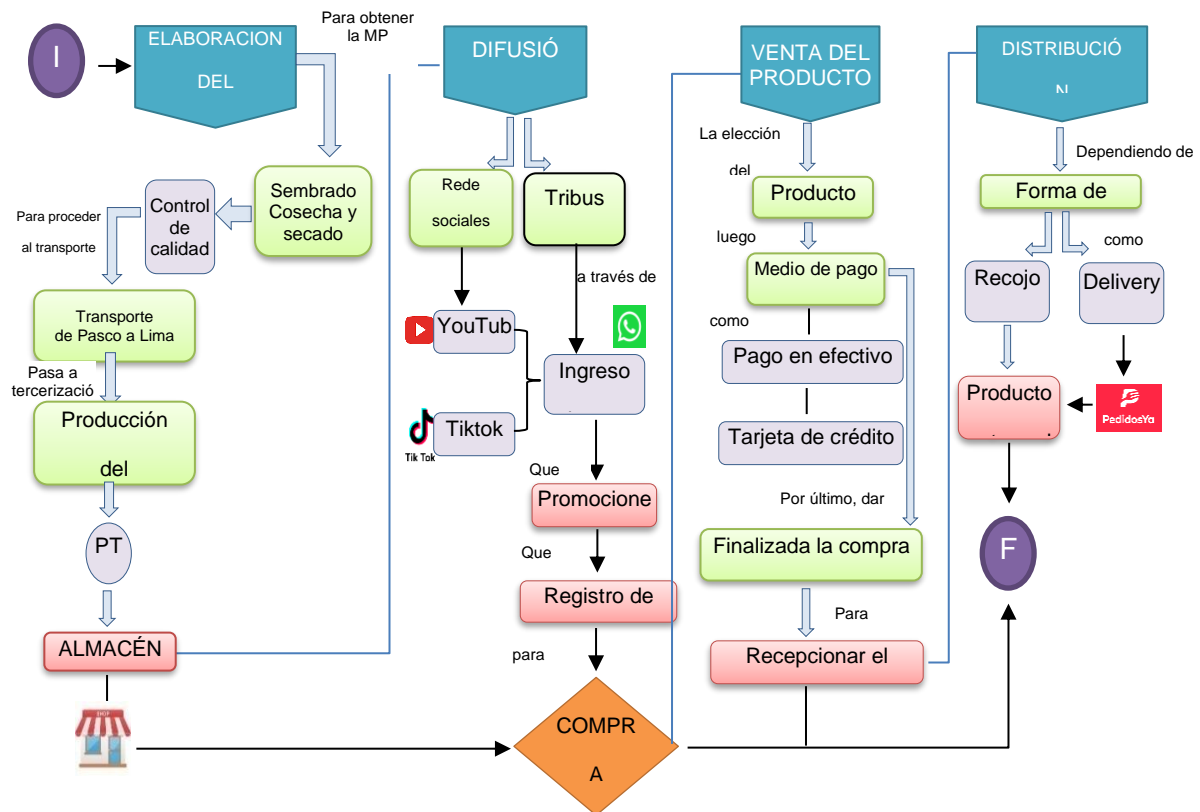 I
ELABORACION
DEL
Para obtener
la MP
Sembrado
Cosecha y
secado
Control
de
calidad
Para proceder
al transporte
Transporte
de Pasco a Lima
Pasa a
tercerizació
Producción
del
PT
ALMACÉN
SHOP
DIFUSIÓ
Rede
sociales
Tribus
a través de
YouTub
Tiktok
Tik Tok
Ingreso
Que
Promocione
Que
Registro de
para
COMPR
A
VENTA DEL
PRODUCTO
La elección
del
Producto
luego
Medio de pago
como
Pago en efectivo
Tarjeta de crédito
Por último, dar
Finalizada la compra
Para
Recepcionar el
DISTRIBUCIÓ
N
Dependiendo de
Forma de
como
Recojo
Delivery
PedidosYa
Producto
F